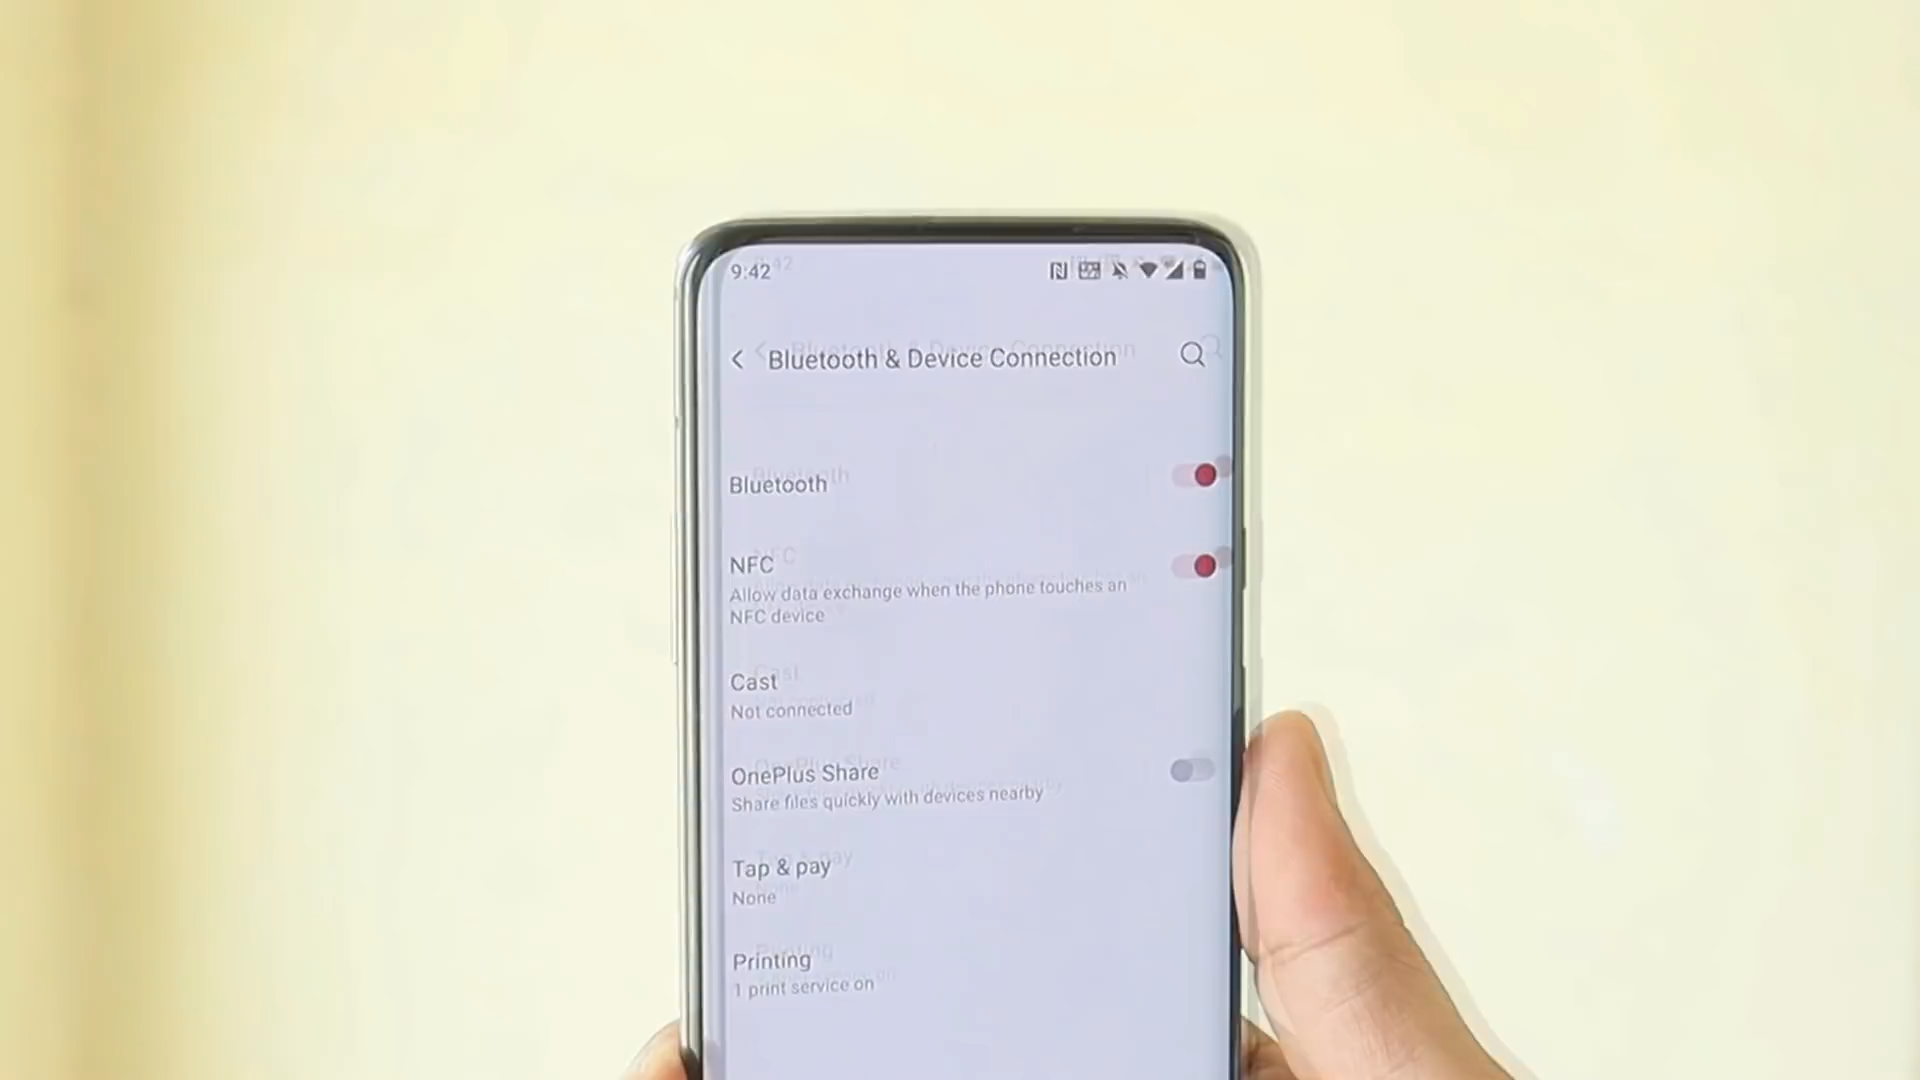 9:42
Bluetooth & Device Connection
Bluetooth
NFC
Allow data exchange when the phone touches an
NFC device
Cast
Not connected
OnePlus Share
Share files quickly with devices nearby
Tap & pay
None
Printing
1 print service on